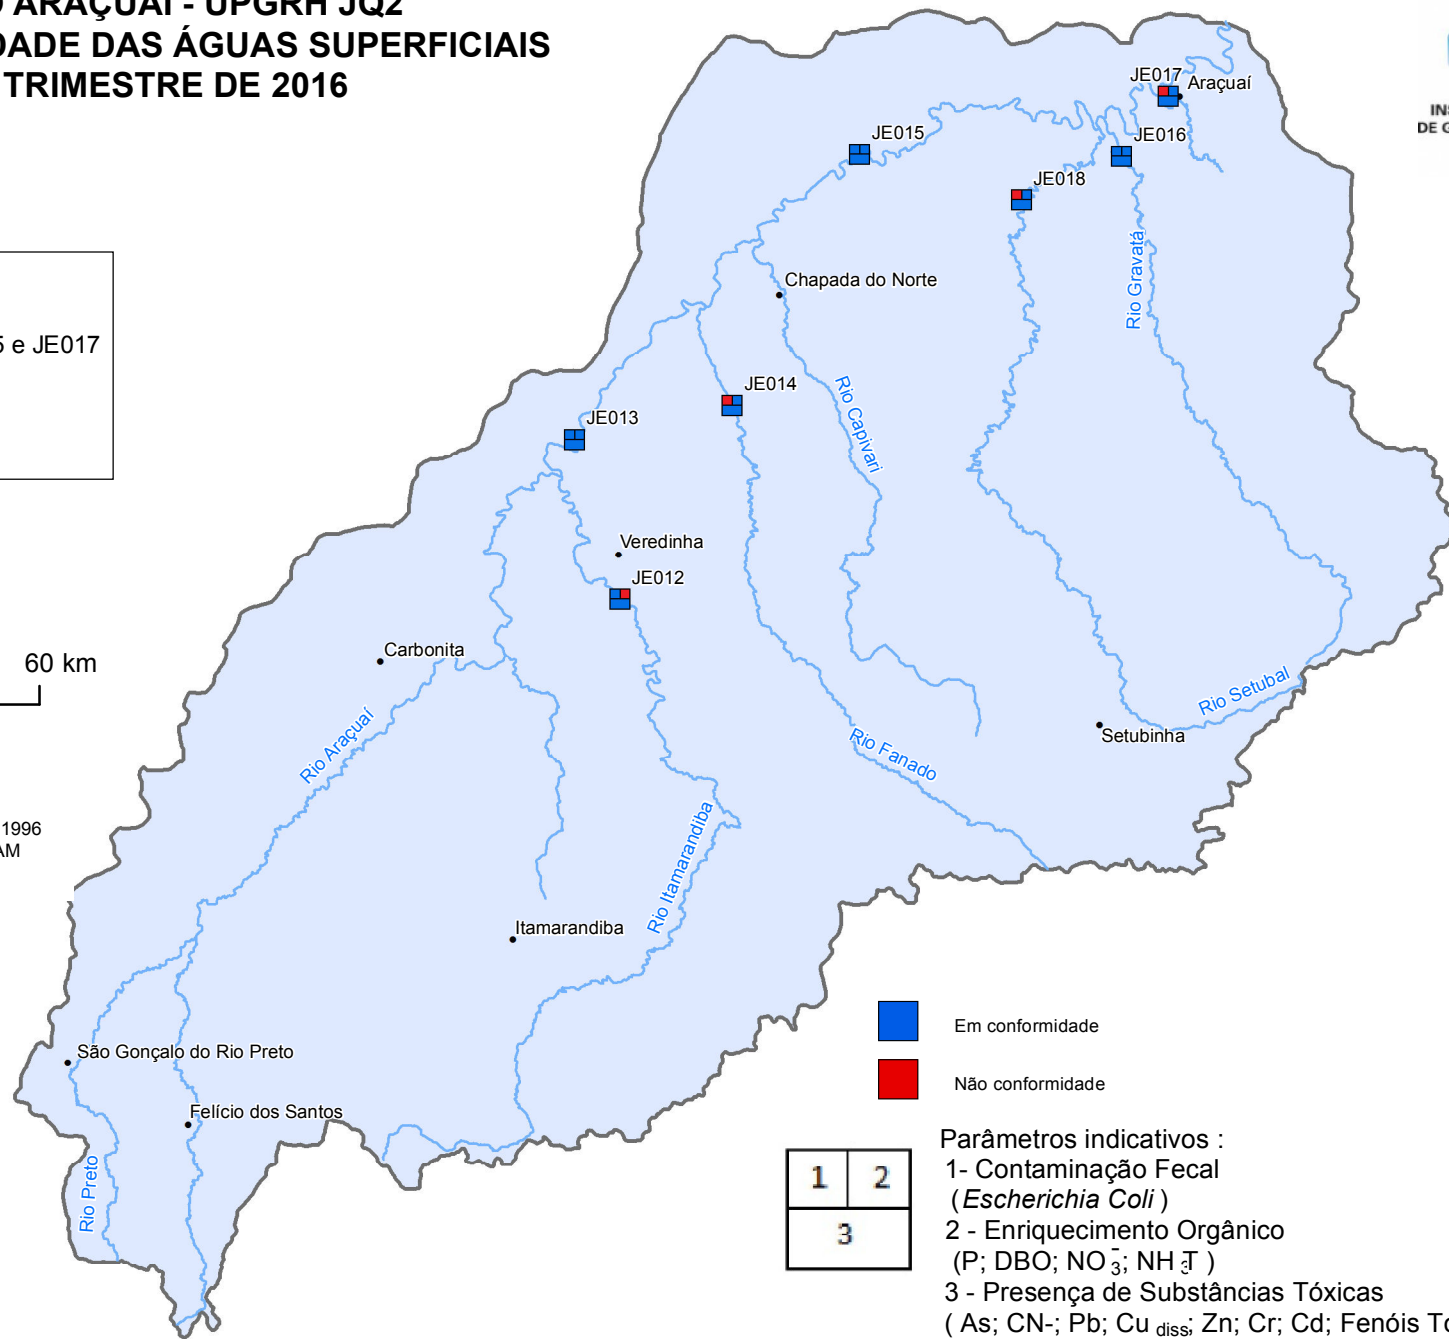 ARAÇUAÍ - UPGRH JQ2
DADE DAS ÁGUAS SUPERFICIAIS
TRIMESTRE DE 2016
e JE017
60 km
1996
AM
IN
DE G
JE017
Araçuaí
JE015
JE016
JE018
Rio Gravatá
Chapada do Norte
JE014
Rio Capivari
JE013
Veredinha
JE012
Carbonita
Rio Araçuaí
Rio Setubal
Setubinha
Rio Fanado
Rio Itamarandiba
Itamarandiba
São Gonçalo do Rio Preto
Felício dos Santos
Rio Preto
Em conformidade
Não conformidade
1 2
3
Parâmetros indicativos :
1- Contaminação Fecal
(Escherichia Coli )
2 - Enriquecimento Orgânico
(P; DBO; NO3-; NH3T )
3 - Presença de Substâncias Tóxicas
( As; CN-; Pb; Cu diss; Zn; Cr; Cd; Fenóis To